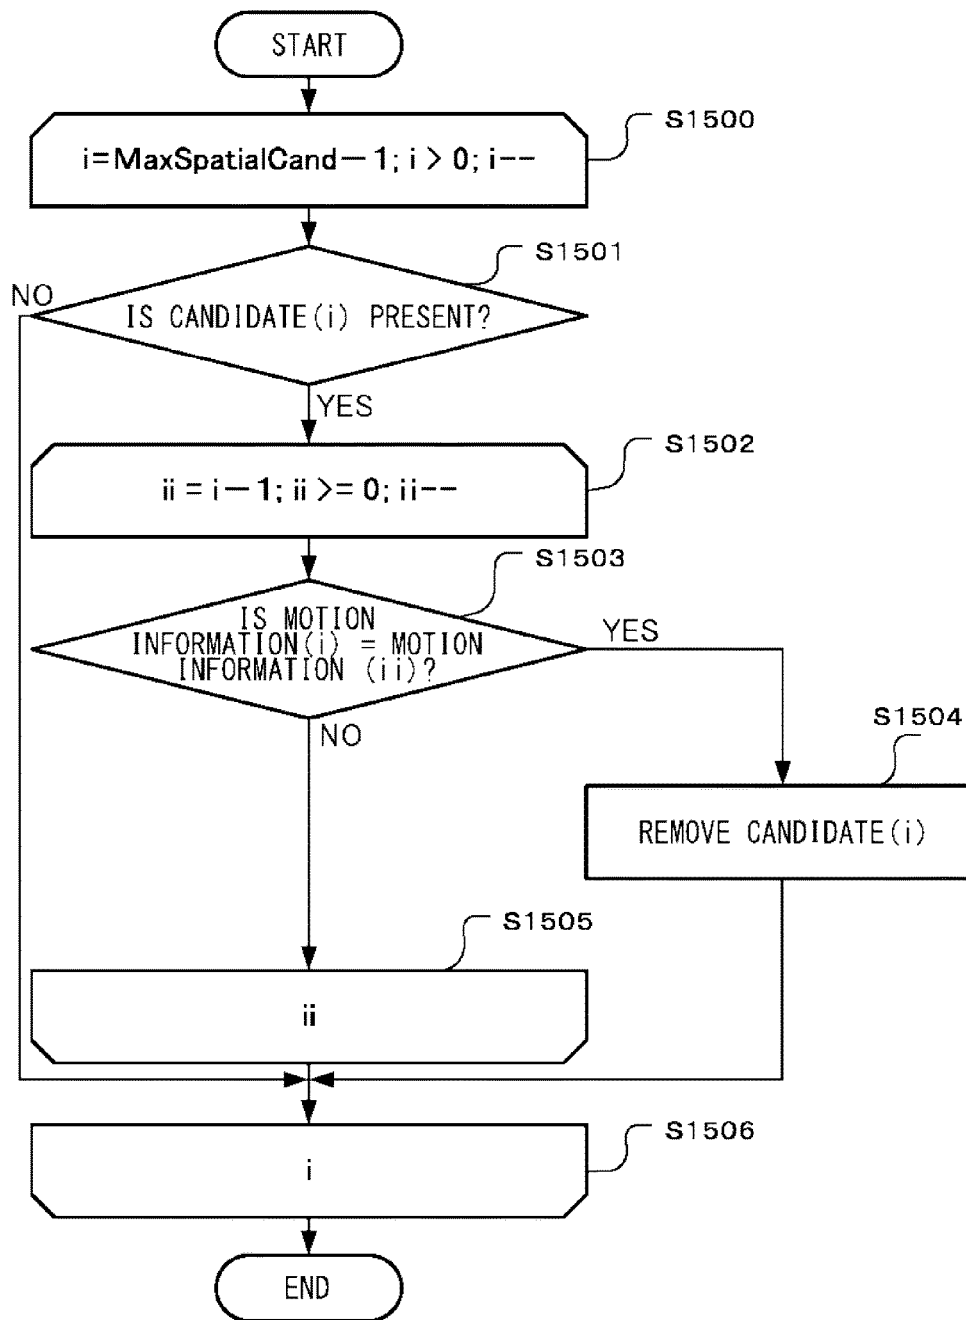 START
S1500
i=MaxSpatialCand-1; i > 0; i--
S1501
NO
IS CANDIDATE(i) PRESENT?
YES
S1502
ii = i-1; ii >= 0; ii--
S1503
IS MOTION
INFORMATION(i) = MOTION
INFORMATION (ii)?
YES
NO
S1504
REMOVE CANDIDATE(i)
S1505
ii
S1506
i
END